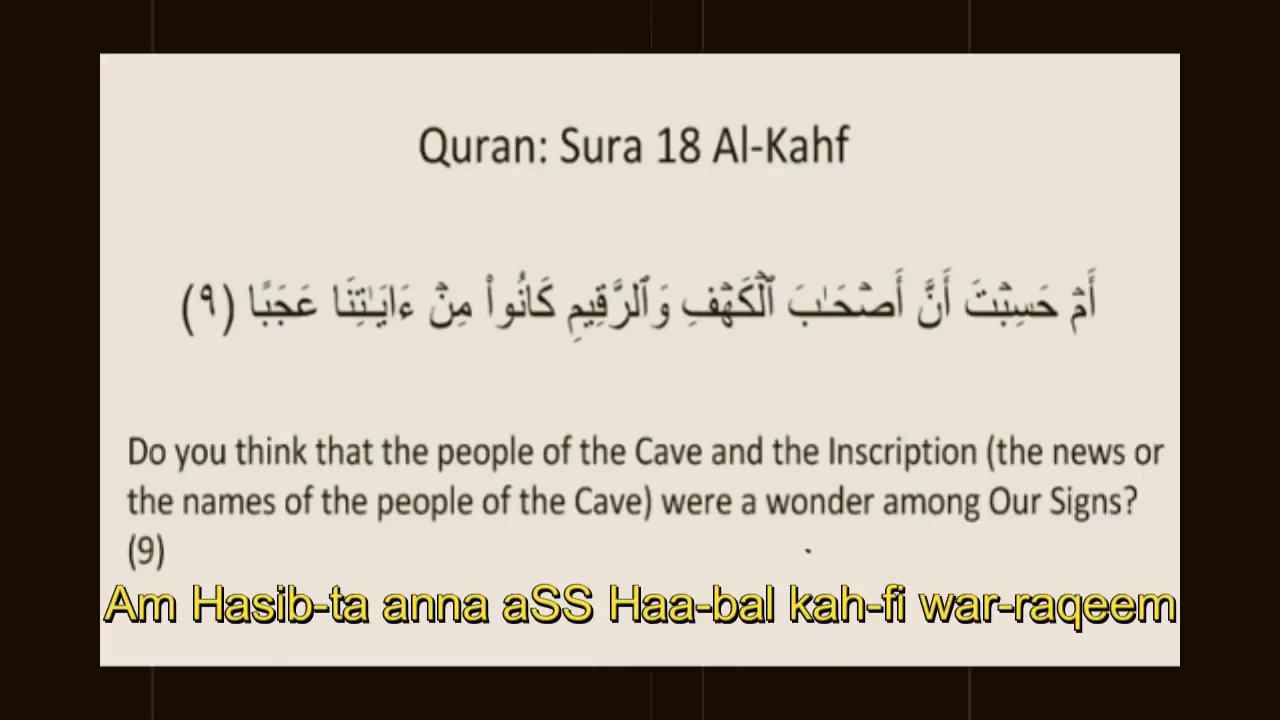 Quran: Sura 18 Al-Kahf
أَمْ حَسِبْتَ أَنَّ أَصْحَـٰبَ ٱلْكَهْفِ وَٱلرَّقِيمِ كَانُوا۟ مِنْ ءَايَـٰتِنَا عَجَبًا (٩)
Do you think that the people of the Cave and the Inscription (the news or
the names of the people of the Cave) were a wonder among Our Signs?
(9)
Am Hasib-ta anna aSS Haa-bal kah-fi war-raqeem